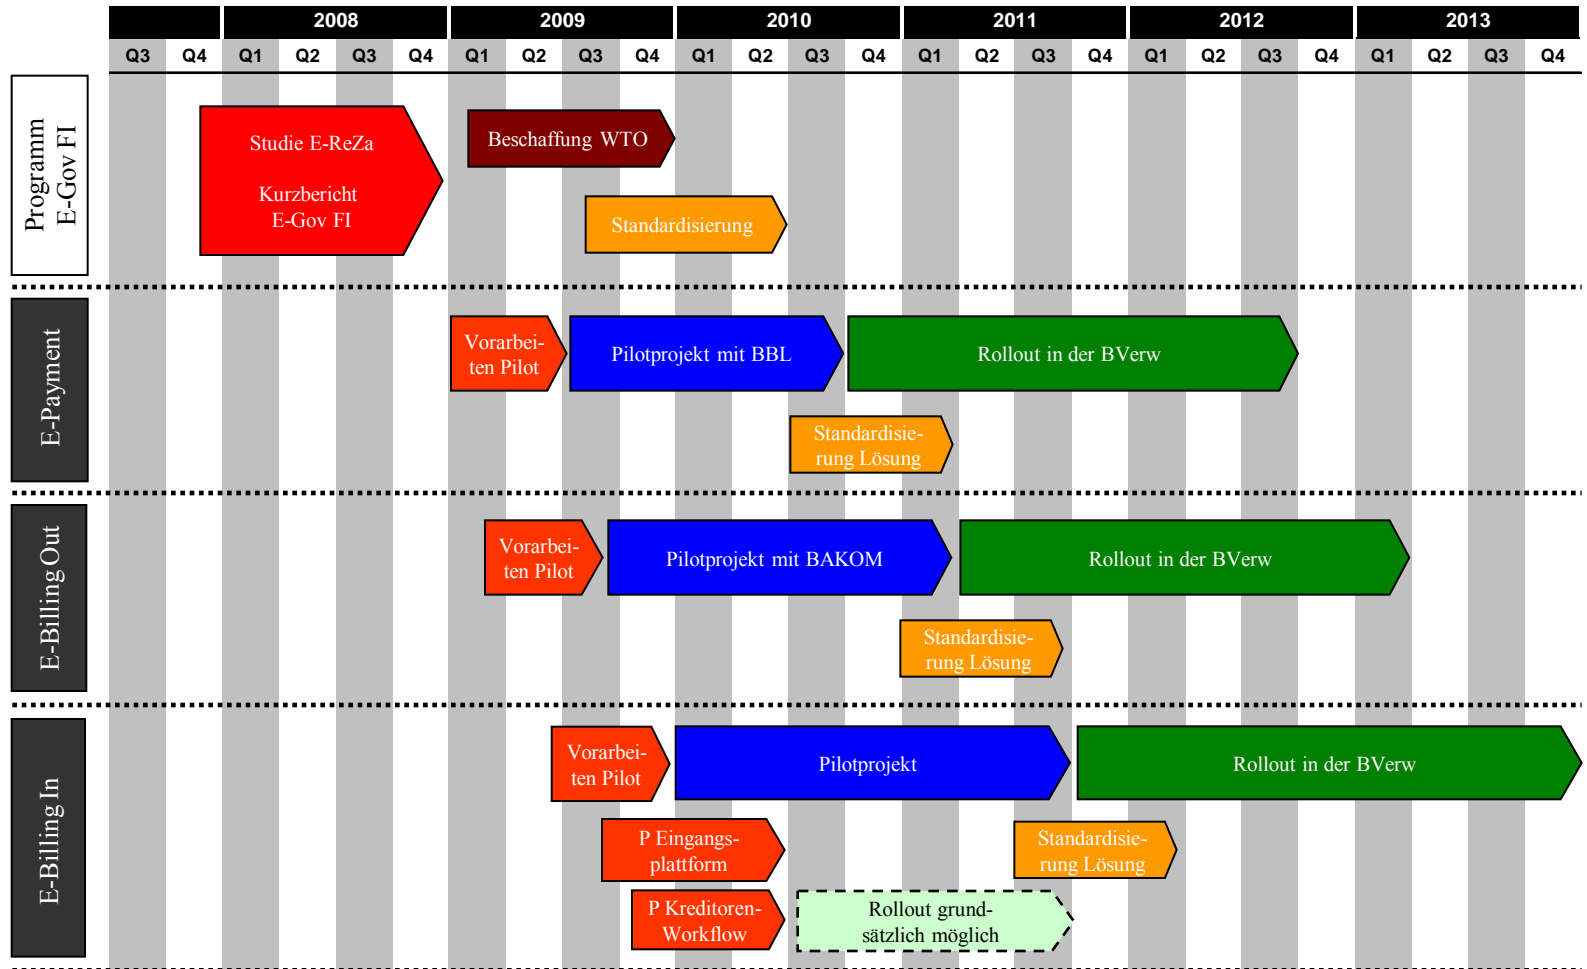 2008 2009 2010 2011 2012 2013
Q3 Q4 Q1 Q2 Q3 Q4 Q1 Q2 Q3 Q4 Q1 Q2 Q3 Q4 Q1 Q2 Q3 Q4 Q1 Q2 Q3 Q4 Q1 Q2 Q3 Q4
Programm
E-Gov FI
Studie E-ReZa
Kurzbericht
E-Gov FI
Beschaffung WTO
Standardisierung
E-Payment
Vorarbei-
ten Pilot
Pilotprojekt mit BBL
Rollout in der BVerw
Standardisie-
rung Lösung
E-Billing Out
Vorarbei-
ten Pilot
Pilotprojekt mit BAKOM
Rollout in der BVerw
Standardisie-
rung Lösung
E-Billing In
Vorarbei-
ten Pilot
Pilotprojekt
Rollout in der BVerw
P Eingangs-
plattform
Standardisie-
rung Lösung
P Kreditoren-
Workflow
Rollout grund-
sätzlich möglich